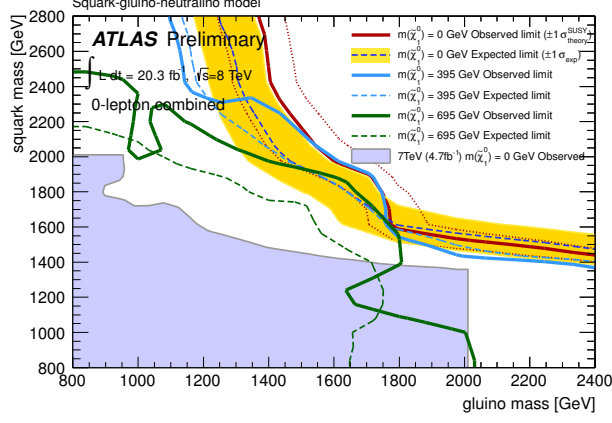 Squark-gluino-neutralino model
squark mass [GeV]
2800
2600
2400
2200
2000
1800
1600
1400
1200
1000
800
ATLAS Preliminary
∫ L dt = 20.3 fb⁻¹, √s=8 TeV
0-lepton combined
m(χ̃⁰₁) = 0 GeV Observed limit (±1 σ^SUSY_theory)
m(χ̃⁰₁) = 0 GeV Expected limit (±1 σ_exp)
m(χ̃⁰₁) = 395 GeV Observed limit
m(χ̃⁰₁) = 395 GeV Expected limit
m(χ̃⁰₁) = 695 GeV Observed limit
m(χ̃⁰₁) = 695 GeV Expected limit
7TeV (4.7fb⁻¹) m(χ̃⁰₁) = 0 GeV Observed
800 1000 1200 1400 1600 1800 2000 2200 2400
gluino mass [GeV]